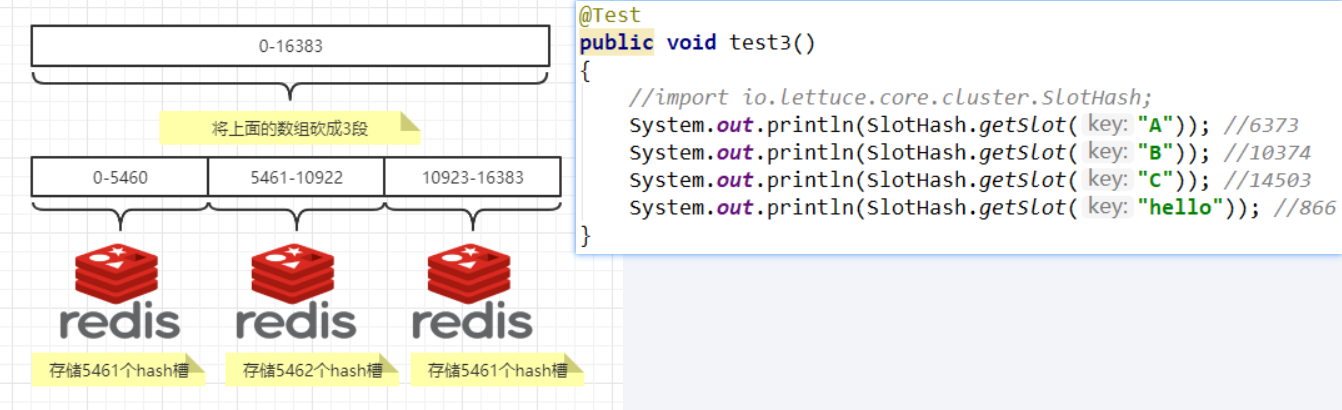 0-16383
将上面的数组砍成3段
0-5460
5461-10922
10923-16383
redis
redis
redis
存储5461个hash槽
存储5462个hash槽
存储5461个hash槽
@Test
public void test3()
{
//import io.lettuce.core.cluster.SlotHash;
System.out.println(SlotHash.getSlot( key: "A")); //6373
System.out.println(SlotHash.getSlot( key: "B")); //10374
System.out.println(SlotHash.getSlot( key: "C")); //14503
System.out.println(SlotHash.getSlot( key: "hello")); //866
}